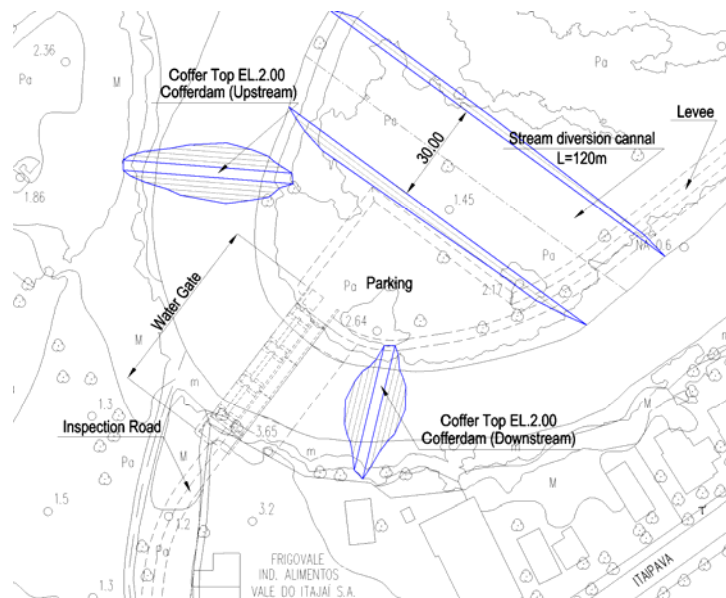 2.36
Pa
M
Coffer Top EL.2.00
Cofferdam (Upstream)
Pa
Pa
Levee
30.00
Stream diversion cannal
L=120m
1.86
1.45
Pa
NA 0.6
Water Gate
Pa
Parking
2.17
2.64
M
m
m
1.3
Inspection Road
3.65
m
Coffer Top EL.2.00
Cofferdam (Downstream)
m
M
Pa
M
M
1.5
1.2
3.2
T
Pa
FRIGOVALE
IND. ALIMENTOS
VALE DO ITAJAÍ S.A.
ITAIPAVA
1.3